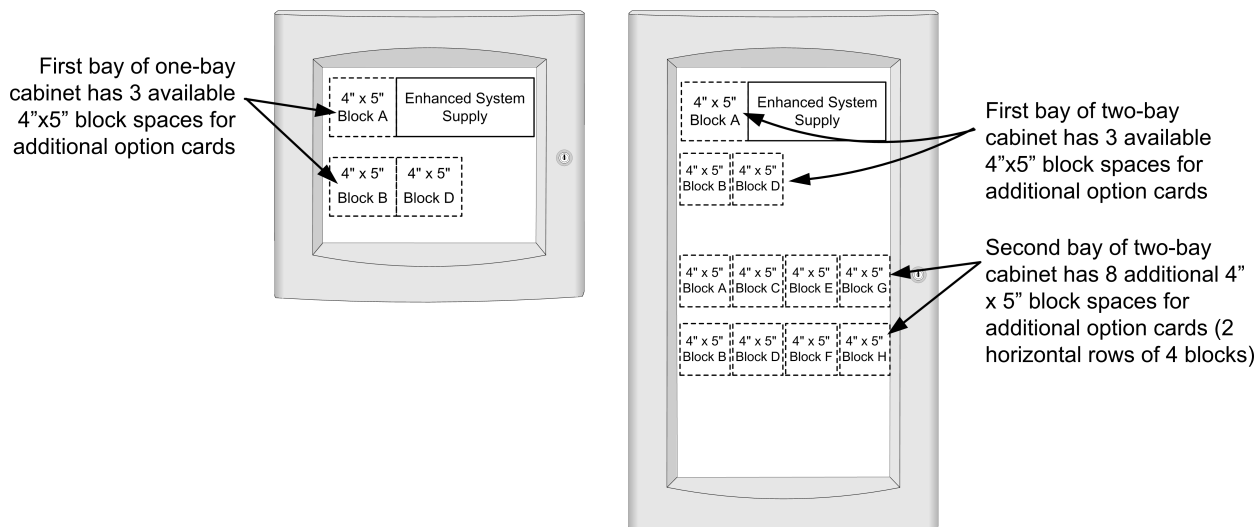 First bay of one-bay
cabinet has 3 available
4”x5” block spaces for
additional option cards
4" x 5"
Block A
Enhanced System
Supply
4" x 5"
Block B
4" x 5"
Block D
4" x 5"
Block A
Enhanced System
Supply
4" x 5"
Block B
4" x 5"
Block D
4" x 5"
Block A
4" x 5"
Block C
4" x 5"
Block E
4" x 5"
Block G
4" x 5"
Block B
4" x 5"
Block D
4" x 5"
Block F
4" x 5"
Block H
First bay of two-bay
cabinet has 3 available
4”x5” block spaces for
additional option cards
Second bay of two-bay
cabinet has 8 additional 4”
x 5” block spaces for
additional option cards (2
horizontal rows of 4 blocks)